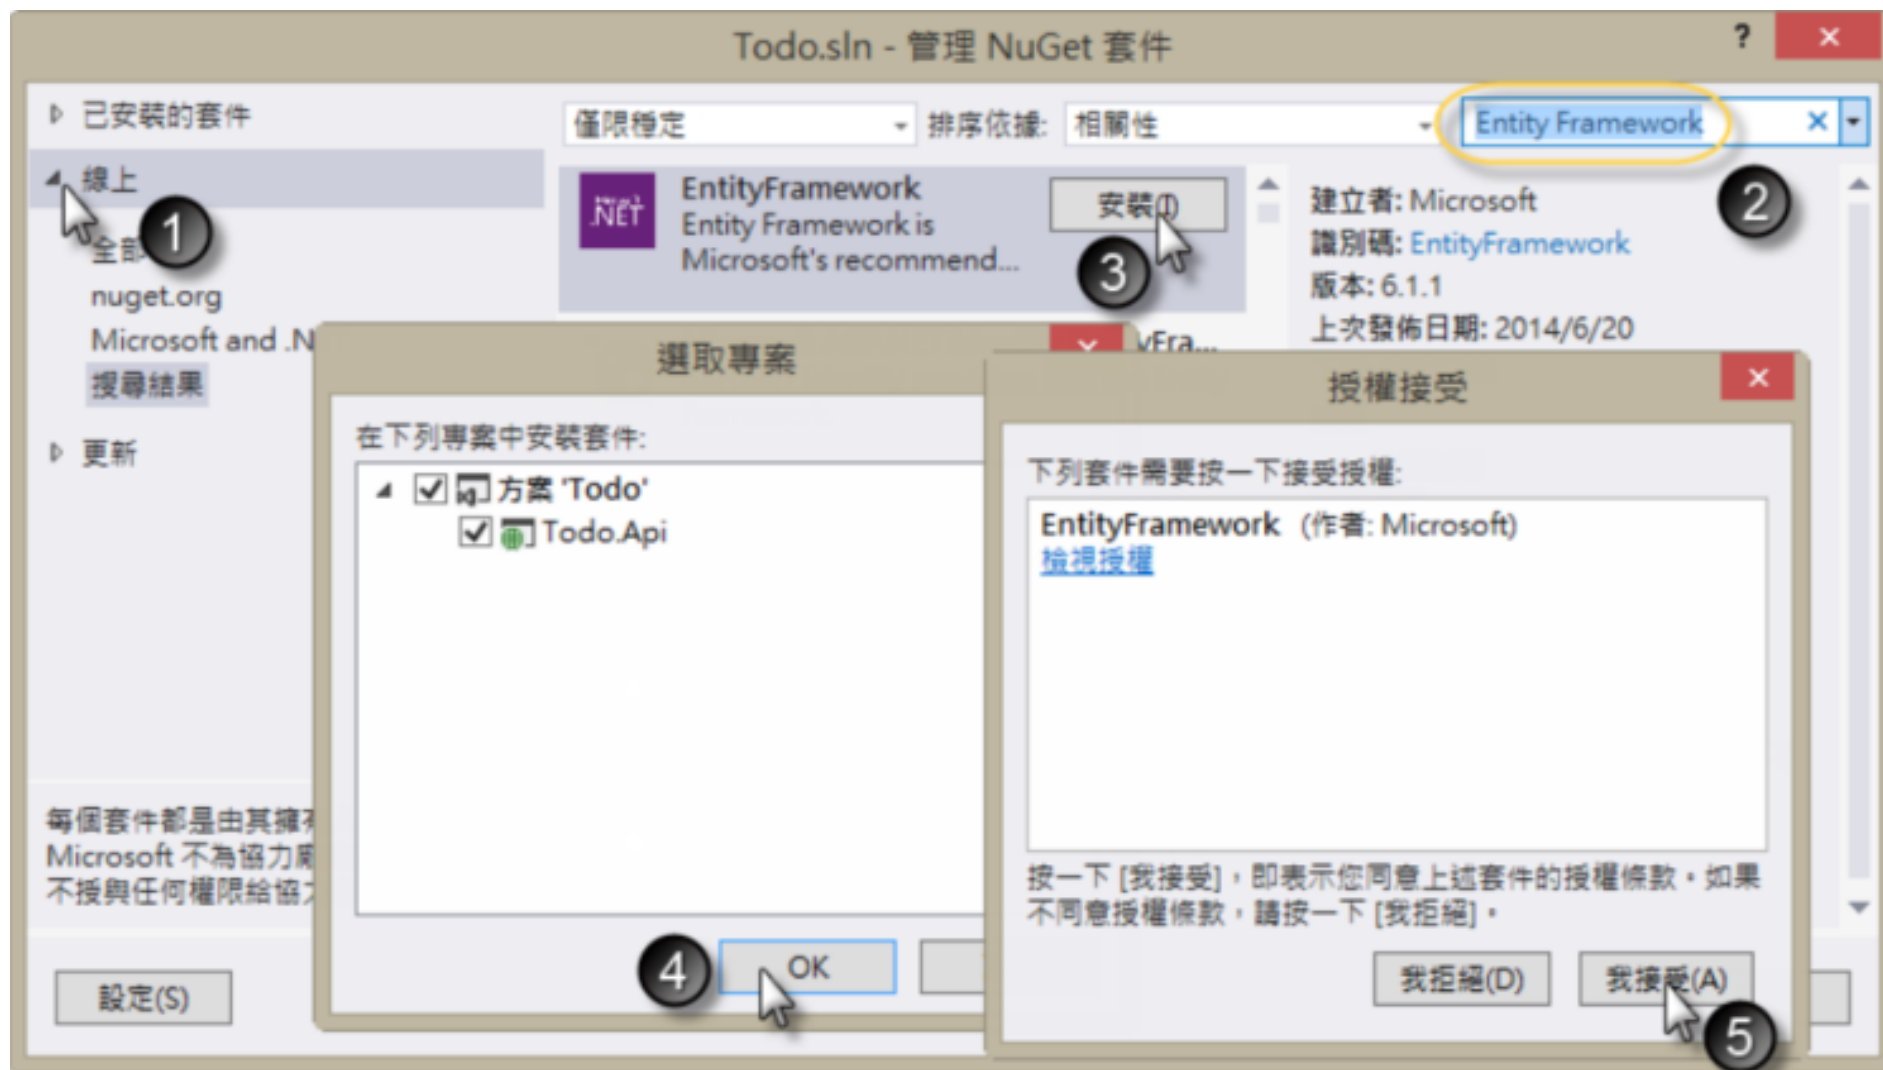 Todo.sln - 管理 NuGet 套件
?
已安裝的套件
僅限穩定
排序依據:
相關性
Entity Framework
線上
1
全部
nuget.org
Microsoft and .N
搜尋結果
更新
.NET
EntityFramework
Entity Framework is
Microsoft's recommend...
安裝(I)
3
2
建立者: Microsoft
識別碼: EntityFramework
版本: 6.1.1
上次發佈日期: 2014/6/20
yFra...
選取專案
在下列專案中安裝套件:
方案 'Todo'
Todo.Api
4
OK
授權接受
下列套件需要按一下接受授權:
EntityFramework (作者: Microsoft)
檢視授權
按一下 [我接受],即表示您同意上述套件的授權條款。如果
不同意授權條款,請按一下 [我拒絕]。
我拒絕(D)
我接受(A)
5
每個套件都是由其擁有
Microsoft 不為協力廠
不授與任何權限給協力
設定(S)